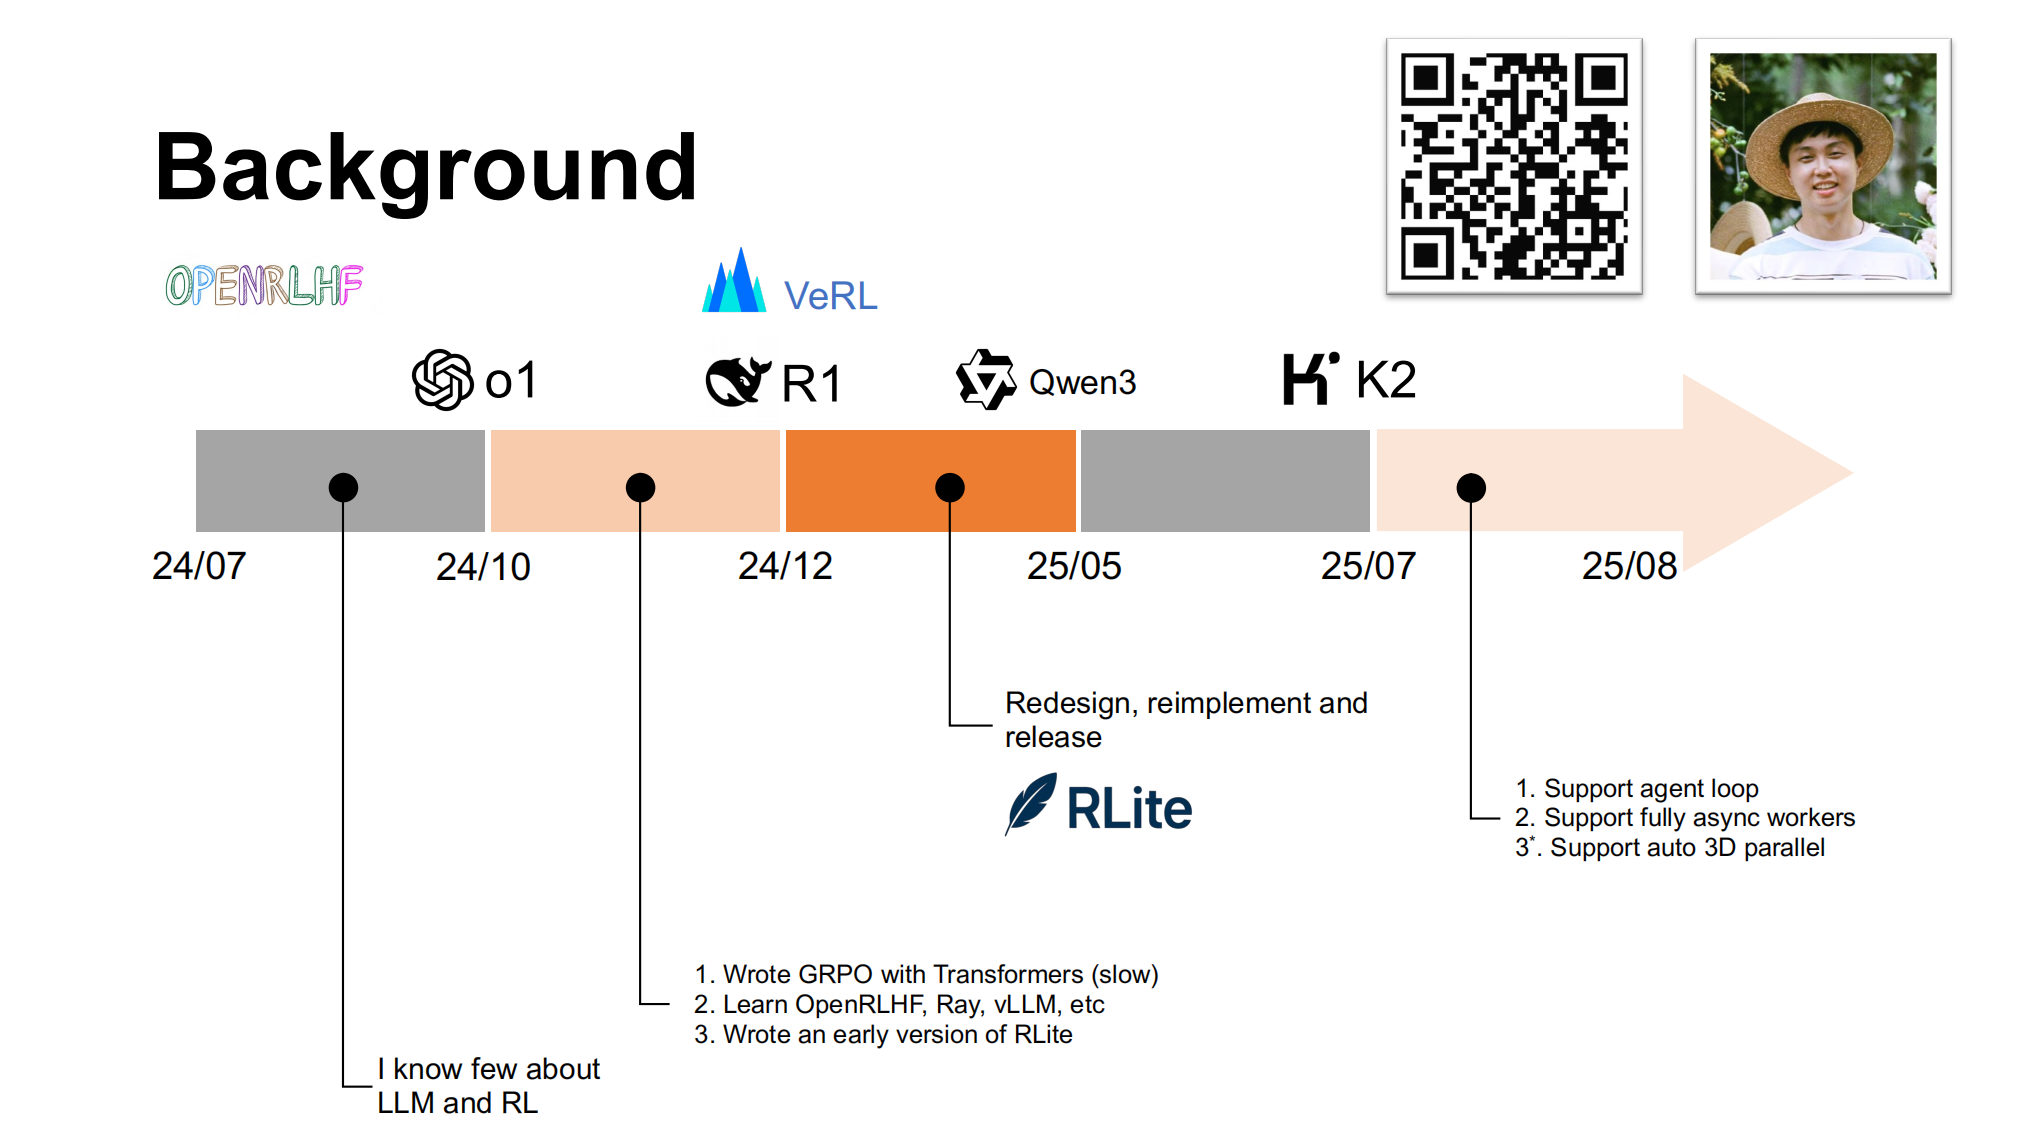 Background
OPENRLHF
VeRL
o1
R1
Qwen3
K2
24/07
24/10
24/12
25/05
25/07
25/08
Redesign, reimplement and
release
RLite
1. Support agent loop
2. Support fully async workers
3*. Support auto 3D parallel
1. Wrote GRPO with Transformers (slow)
2. Learn OpenRLHF, Ray, vLLM, etc
3. Wrote an early version of RLite
I know few about
LLM and RL